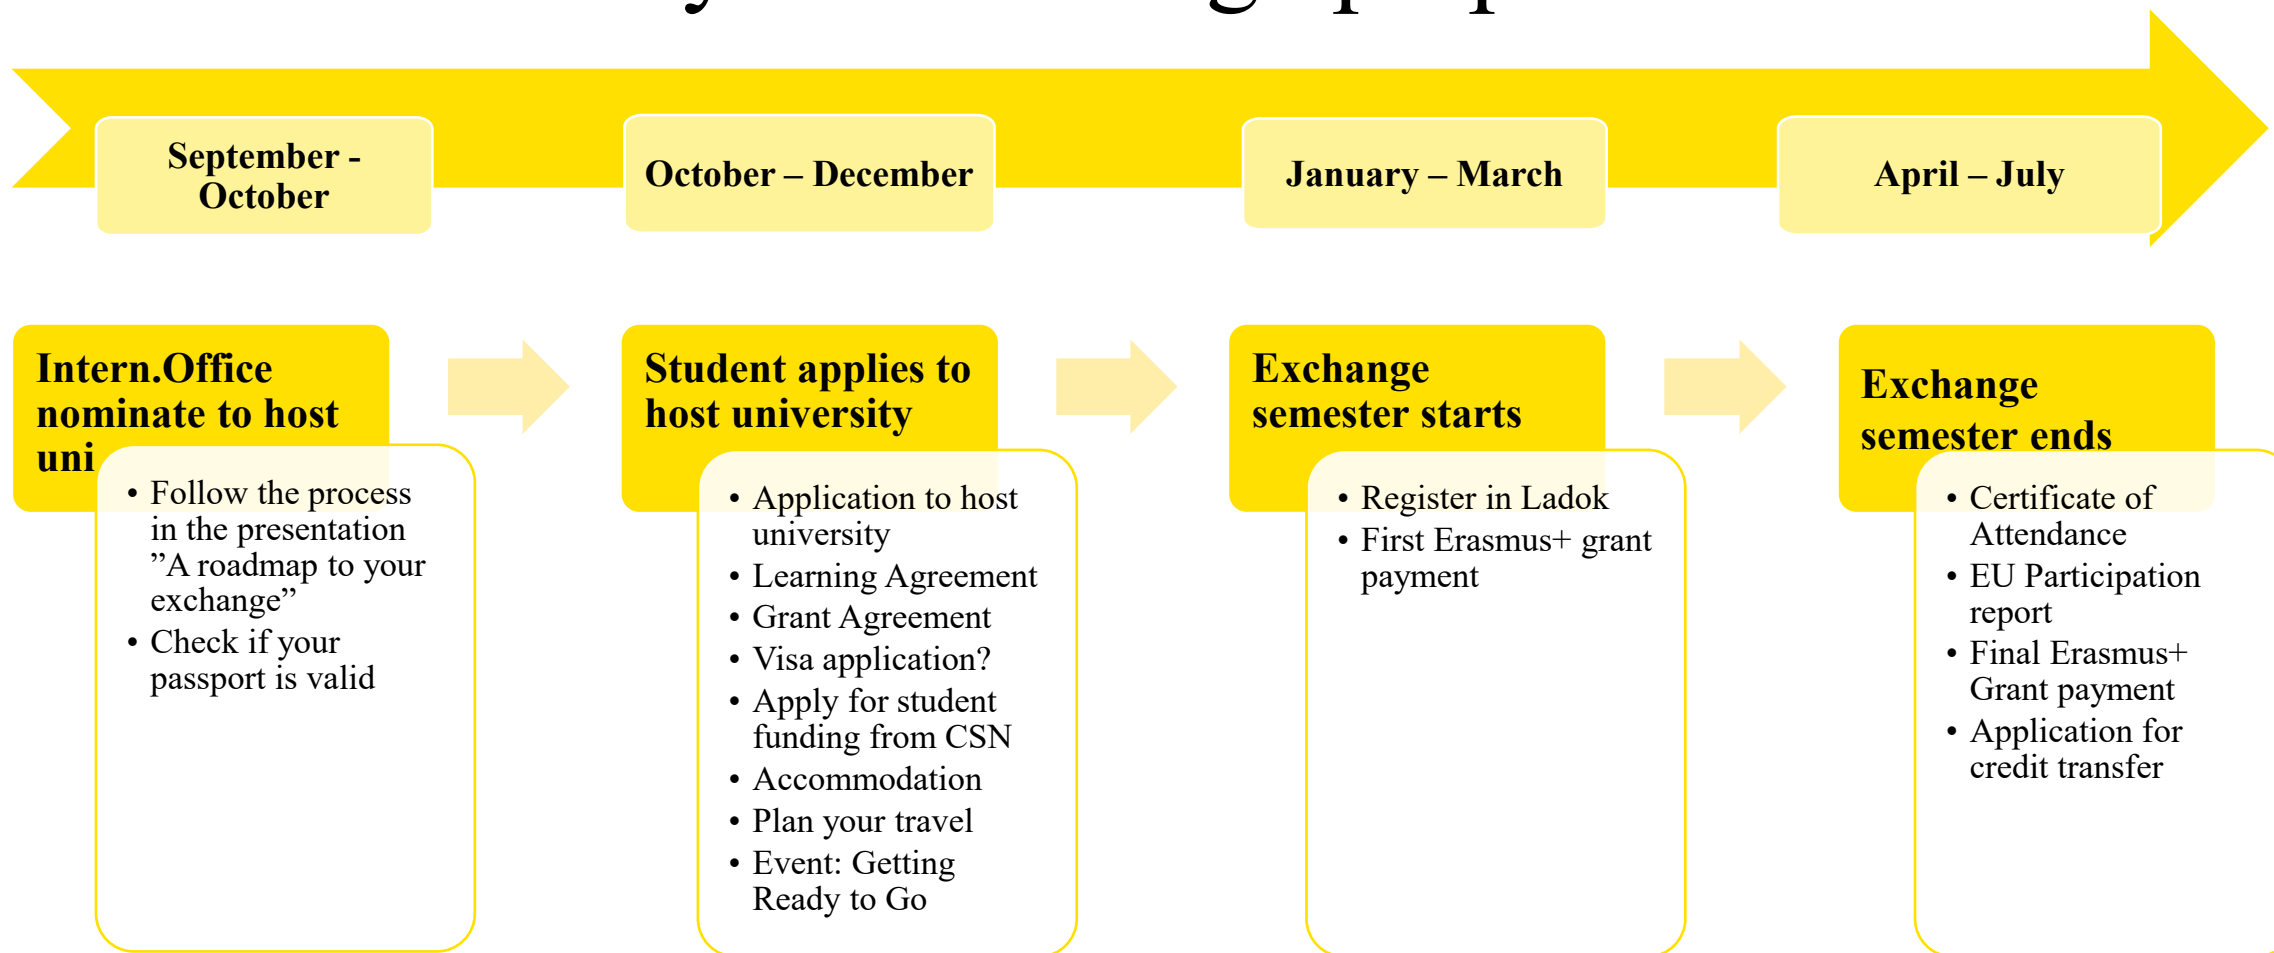 September -
October
October – December
January – March
April – July
Intern.Office
nominate to host
uni
• Follow the process
in the presentation
”A roadmap to your
exchange”
• Check if your
passport is valid
Student applies to
host university
• Application to host
university
• Learning Agreement
• Grant Agreement
• Visa application?
• Apply for student
funding from CSN
• Accommodation
• Plan your travel
• Event: Getting
Ready to Go
Exchange
semester starts
• Register in Ladok
• First Erasmus+ grant
payment
Exchange
semester ends
• Certificate of
Attendance
• EU Participation
report
• Final Erasmus+
Grant payment
• Application for
credit transfer